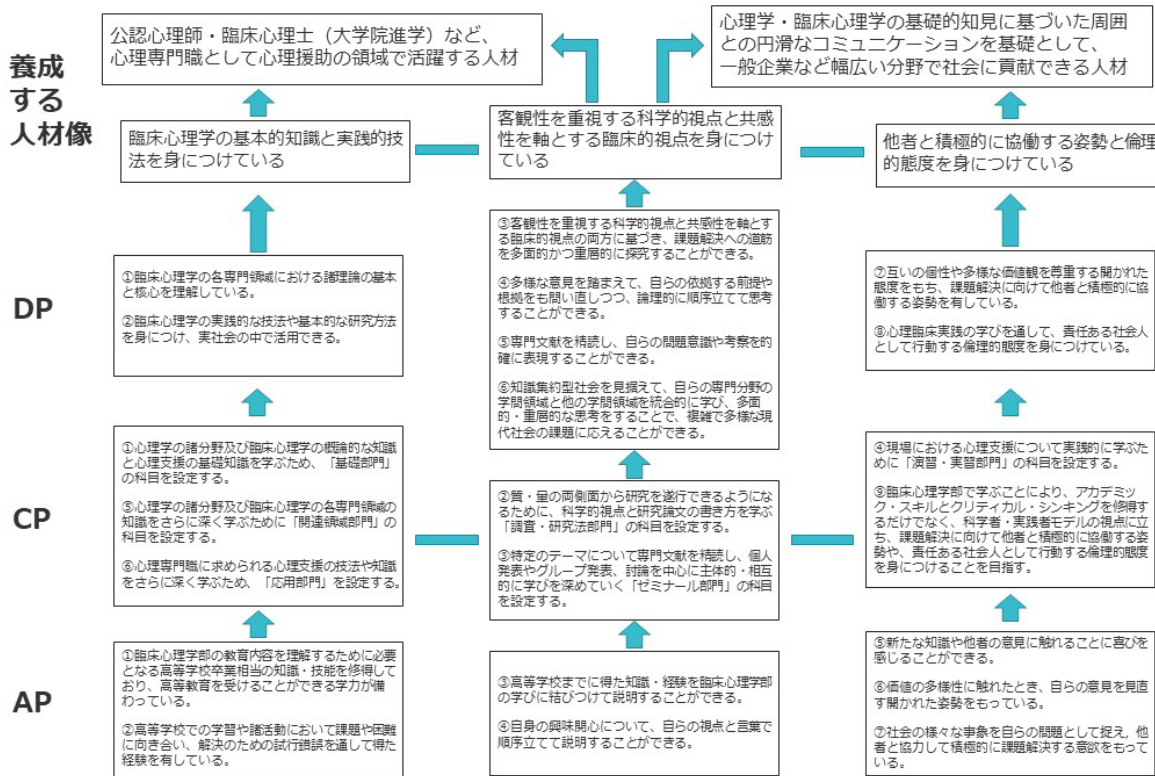 養成
する
人材像
公認心理師・臨床心理士（大学院進学）など、
心理専門職として心理援助の領域で活躍する人材
心理学・臨床心理学の基礎的知見に基づいた周囲
との円滑なコミュニケーションを基礎として、
一般企業など幅広い分野で社会に貢献できる人材
臨床心理学の基本的知識と実践的技
法を身につけている
客観性を重視する科学的視点と共感
性を軸とする臨床的視点を身につけ
ている
他者と積極的に協働する姿勢と倫理
的態度を身につけている
DP
①臨床心理学の各専門領域における諸理論の基本
と核心を理解している。
②臨床心理学の実践的な技法や基本的な研究方法
を身につけ、実社会の中で活用できる。
③客観性を重視する科学的視点と共感性を軸とす
る臨床的視点の両方に基づき、課題解決への道筋
を多面的かつ重層的に探究することができる。
④多様な意見を踏まえて、自らの依拠する前提や
根拠をも問い直しつつ、論理的に順序立てて思考
することができる。
⑤専門文献を精読し、自らの問題意識や考察を的
確に表現することができる。
⑥知識集約型社会を見据えて、自らの専門分野の
学問領域と他の学問領域を統合的に学び、多面
的・重層的な思考をすることで、複雑で多様な現
代社会の課題に応えることができる。
⑦互いの個性や多様な価値観を尊重する開かれた
態度をもち、課題解決に向けて他者と積極的に協
働する姿勢を有している。
⑧心理臨床実践の学びを通して、責任ある社会人
として行動する倫理的態度を身につけている。
CP
①心理学の諸分野及び臨床心理学の概論的な知識
と心理支援の基礎知識を学ぶため、「基礎部門」
の科目を設定する。
⑤心理学の諸分野及び臨床心理学の各専門領域の
知識をさらに深く学ぶために「関連領域部門」の
科目を設定する。
⑥心理専門職に求められる心理支援の技法や知識
をさらに深く学ぶため、「応用部門」を設定する。
②質・量の両側面から研究を遂行できるようにな
るために、科学的視点と研究論文の書き方を学ぶ
「調査・研究法部門」の科目を設定する。
③特定のテーマについて専門文献を精読し、個人
発表やグループ発表、討論を中心に主体的・相互
的に学びを深めていく「ゼミナール部門」の科目
を設定する。
④現場における心理支援について実践的に学ぶた
めに「演習・実習部門」の科目を設定する。
⑨臨床心理学部で学ぶことにより、アカデミッ
ク・スキルとクリティカル・シンキングを修得す
るだけでなく、科学者・実践者モデルの視点に立
ち、課題解決に向けて他者と積極的に協働する姿
勢や、責任ある社会人として行動する倫理的態度
を身につけることを目指す。
AP
①臨床心理学部の教育内容を理解するために必要
となる高等学校卒業相当の知識・技能を修得して
おり、高等教育を受けることができる学力が備
わっている。
②高等学校での学習や諸活動において課題や困難
に向き合い、解決のための試行錯誤を通して得た
経験を有している。
③高等学校までに得た知識・経験を臨床心理学部
の学びに結びつけて説明することができる。
④自身の興味関心について、自らの視点と言葉で
順序立てて説明することができる。
⑤新たな知識や他者の意見に触れることに喜びを
感じることができる。
⑥価値の多様性に触れたとき、自らの意見を見直
す開かれた姿勢をもっている。
⑦社会の様々な事象を自らの問題として捉え，他
者と協力して積極的に課題解決する意欲をもって
いる。